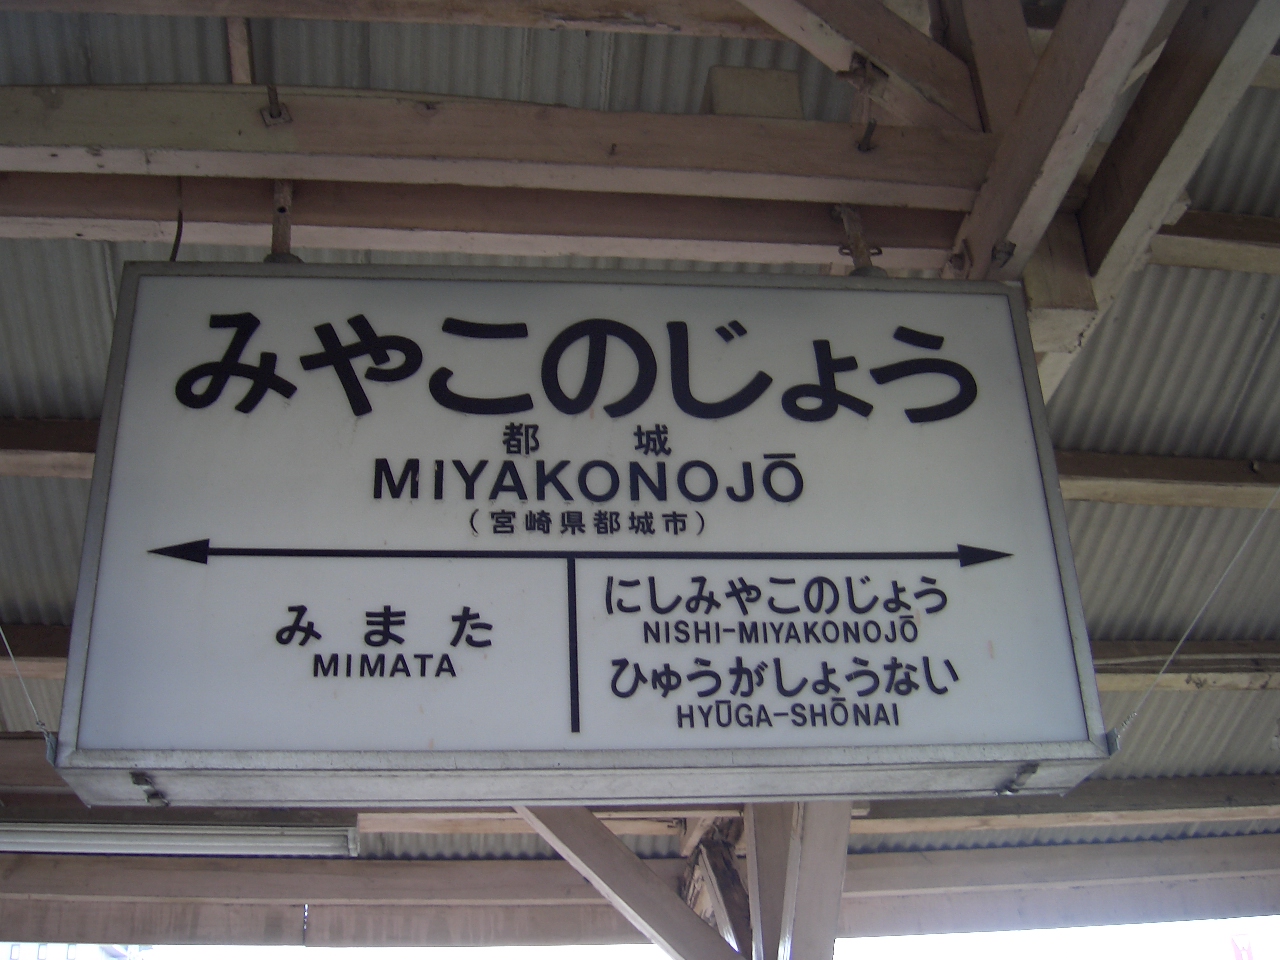 みやこのじょう
都城
MIYAKONOJŌ
(宮崎県都城市)
みまた
MIMATA
にしみやこのじょう
NISHI-MIYAKONOJŌ
ひゅうがしょうない
HYŪGA-SHŌNAI